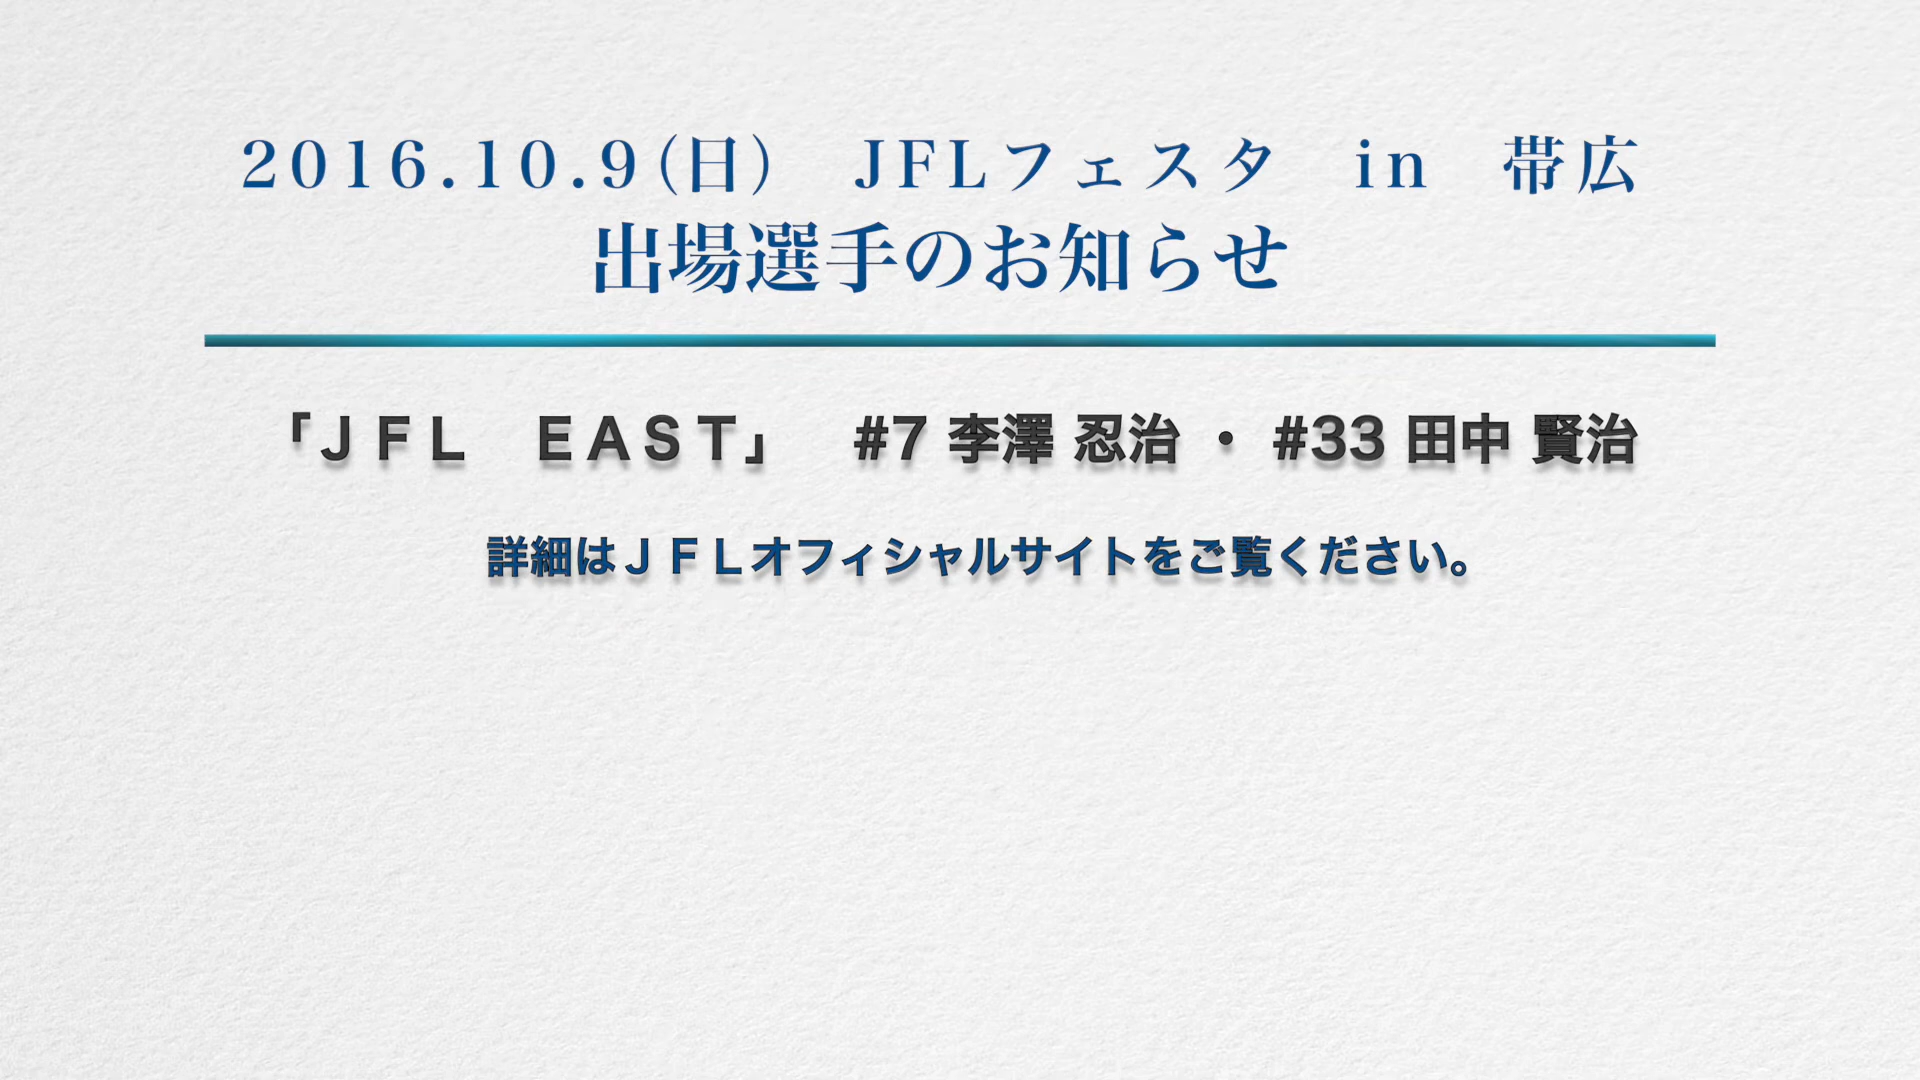 2016.10.9(日)　JFLフェスタ　in　帯広
出場選手のお知らせ
「ＪＦＬ　ＥＡＳＴ」　#7 李澤 忍治 ・ #33 田中 賢治
詳細はＪＦＬオフィシャルサイトをご覧ください。